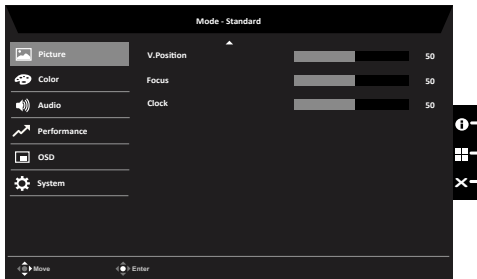 Mode - Standard
Picture
V.Position 50
Color
Focus 50
Audio
Clock 50
Performance
OSD
System
Move
Enter